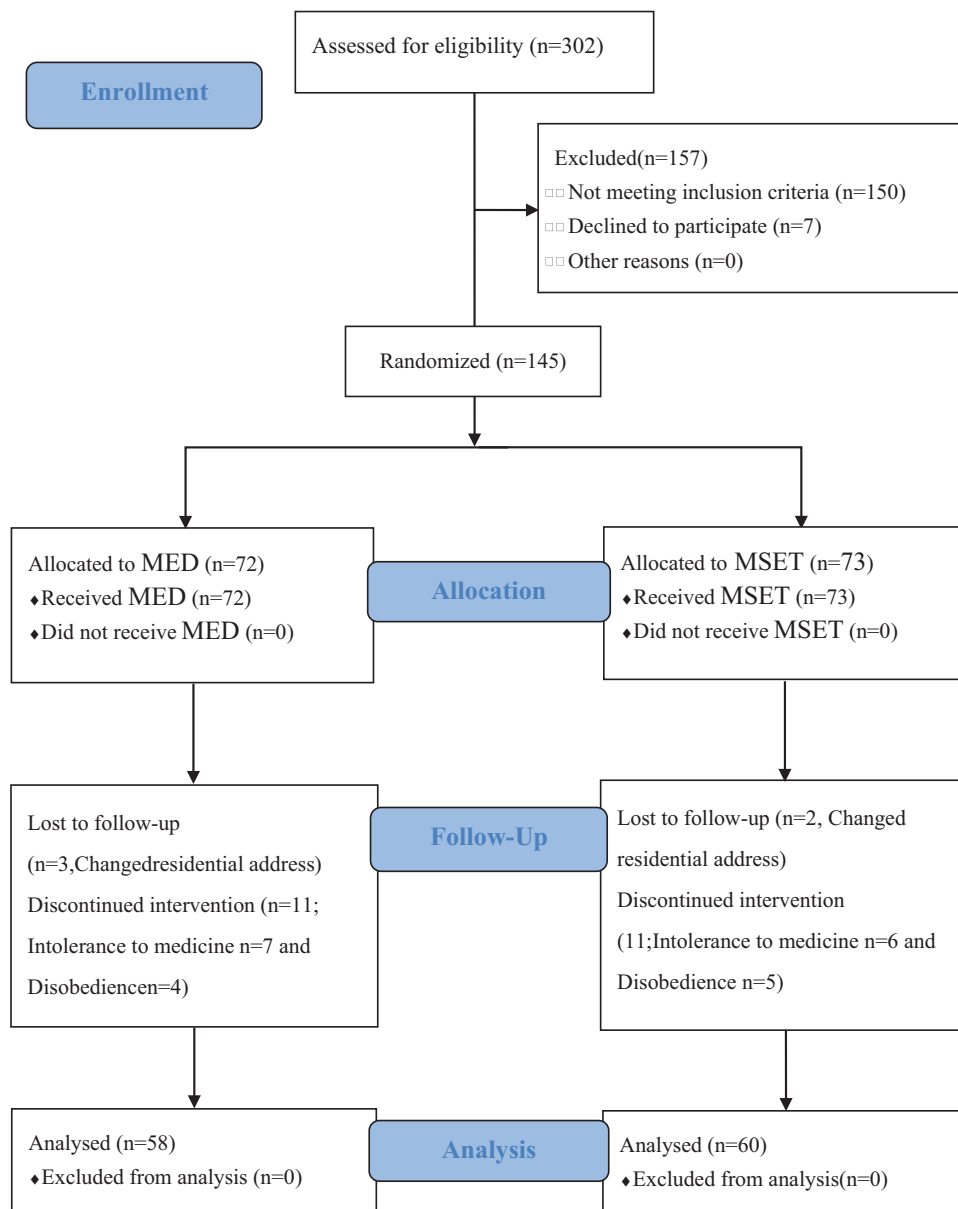 Assessed for eligibility (n=302)
Enrollment
Excluded(n=157)
□□ Not meeting inclusion criteria (n=150)
□□ Declined to participate (n=7)
□□ Other reasons (n=0)
Randomized (n=145)
Allocated to MED (n=72)
♦Received MED (n=72)
♦Did not receive MED (n=0)
Allocation
Allocated to MSET (n=73)
♦Received MSET (n=73)
♦Did not receive MSET (n=0)
Lost to follow-up
(n=3,Changedresidential address)
Discontinued intervention (n=11;
Intolerance to medicine n=7 and
Disobediencen=4)
Follow-Up
Lost to follow-up (n=2, Changed
residential address)
Discontinued intervention
(11;Intolerance to medicine n=6 and
Disobedience n=5)
Analysed (n=58)
♦Excluded from analysis (n=0)
Analysis
Analysed (n=60)
♦Excluded from analysis(n=0)